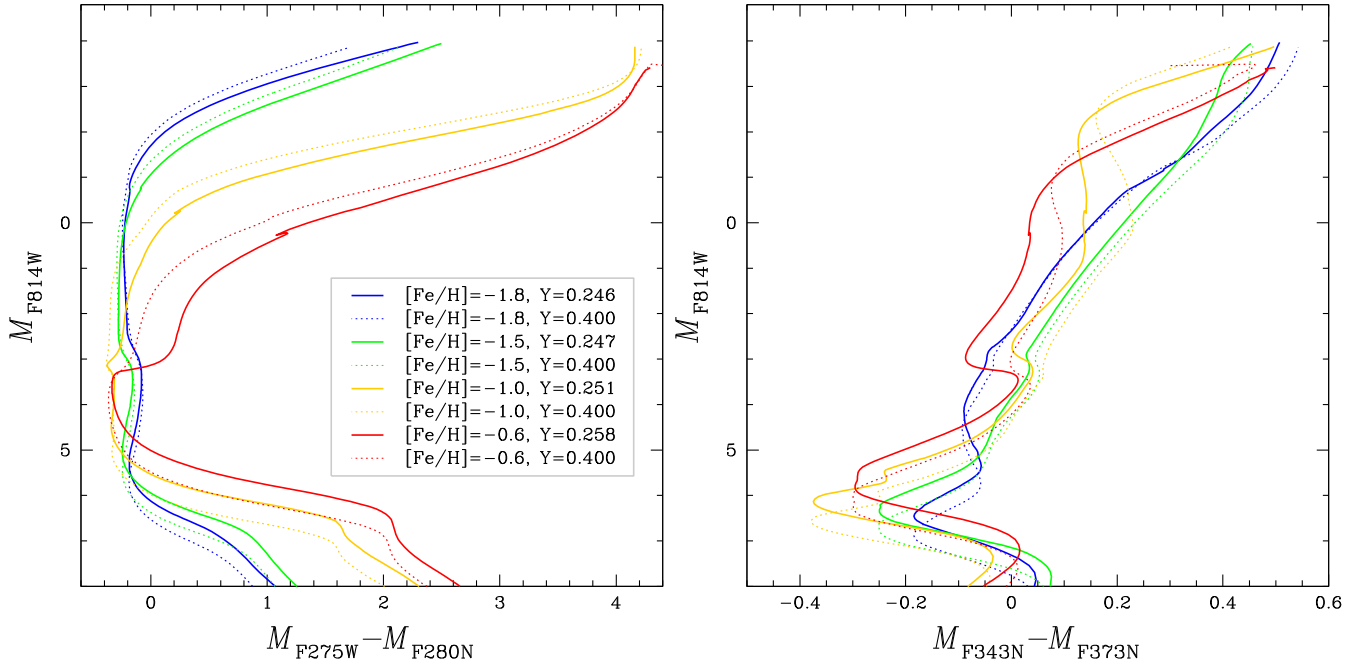 0
5
M_F814W
0
1
2
3
4
M_F275W−M_F280N
[Fe/H]=−1.8, Y=0.246
[Fe/H]=−1.8, Y=0.400
[Fe/H]=−1.5, Y=0.247
[Fe/H]=−1.5, Y=0.400
[Fe/H]=−1.0, Y=0.251
[Fe/H]=−1.0, Y=0.400
[Fe/H]=−0.6, Y=0.258
[Fe/H]=−0.6, Y=0.400
0
5
M_F814W
−0.4
−0.2
0
0.2
0.4
0.6
M_F343N−M_F373N